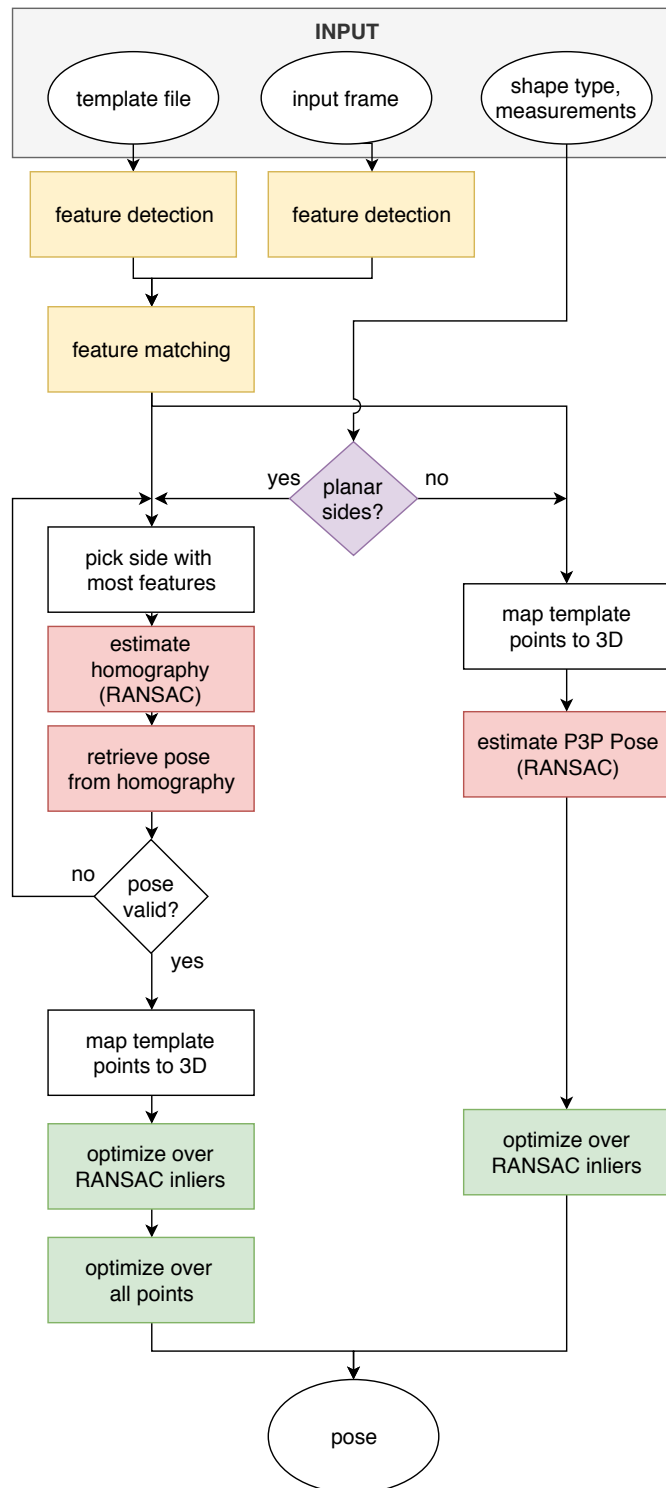 INPUT
template file
input frame
shape type,
measurements
feature detection
feature detection
feature matching
yes
planar
sides?
no
pick side with
most features
estimate
homography
(RANSAC)
retrieve pose
from homography
no
pose
valid?
yes
map template
points to 3D
optimize over
RANSAC inliers
optimize over
all points
map template
points to 3D
estimate P3P Pose
(RANSAC)
optimize over
RANSAC inliers
pose